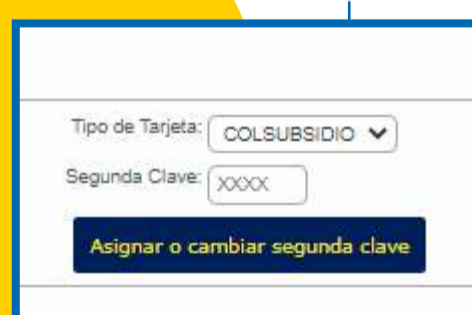 Tipo de Tarjeta: COLSUBSIDIO
Segunda Clave: XXXX
Asignar o cambiar segunda clave